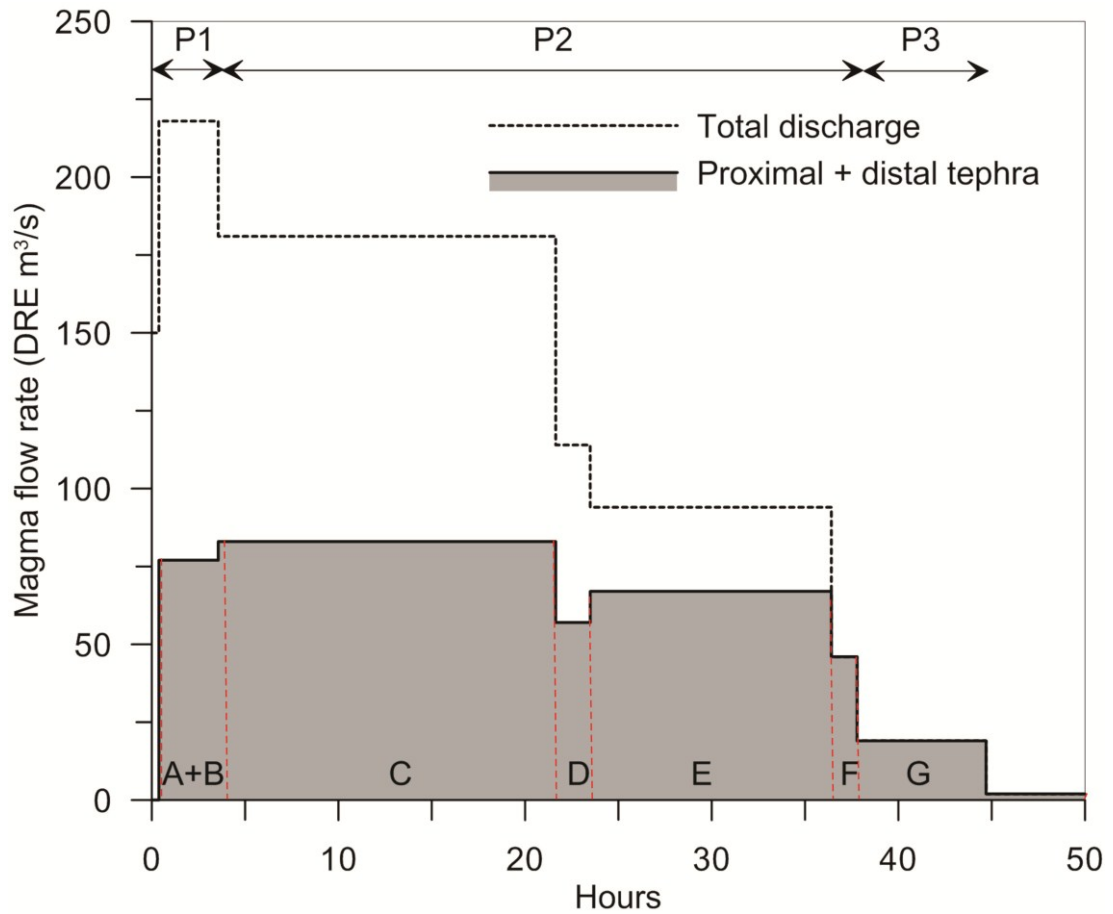 250
P1 P2 P3
Total discharge
Proximal + distal tephra
200
150
100
50
0
Magma flow rate (DRE m³/s)
A+B C D E F G
0 10 20 30 40 50
Hours